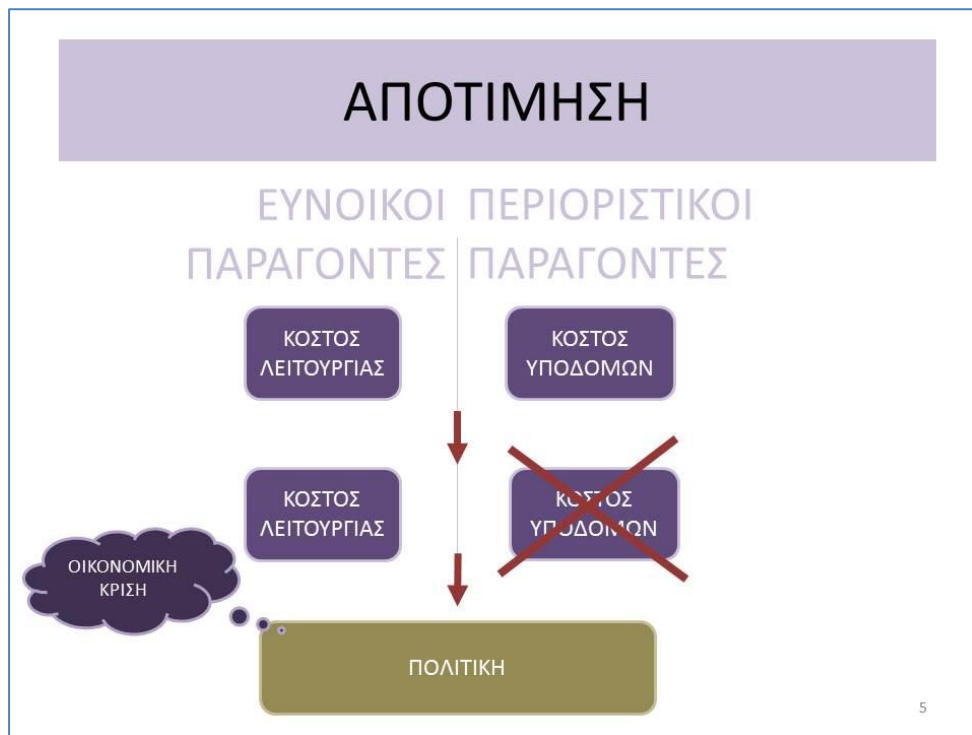 ΑΠΟΤΙΜΗΣΗ
ΕΥΝΟΙΚΟΙ
ΠΑΡΑΓΟΝΤΕΣ
ΠΕΡΙΟΡΙΣΤΙΚΟΙ
ΠΑΡΑΓΟΝΤΕΣ
ΚΟΣΤΟΣ
ΛΕΙΤΟΥΡΓΙΑΣ
ΚΟΣΤΟΣ
ΥΠΟΔΟΜΩΝ
ΚΟΣΤΟΣ
ΛΕΙΤΟΥΡΓΙΑΣ
ΚΟΣΤΟΣ
ΥΠΟΔΟΜΩΝ
ΟΙΚΟΝΟΜΙΚΗ
ΚΡΙΣΗ
ΠΟΛΙΤΙΚΗ
5